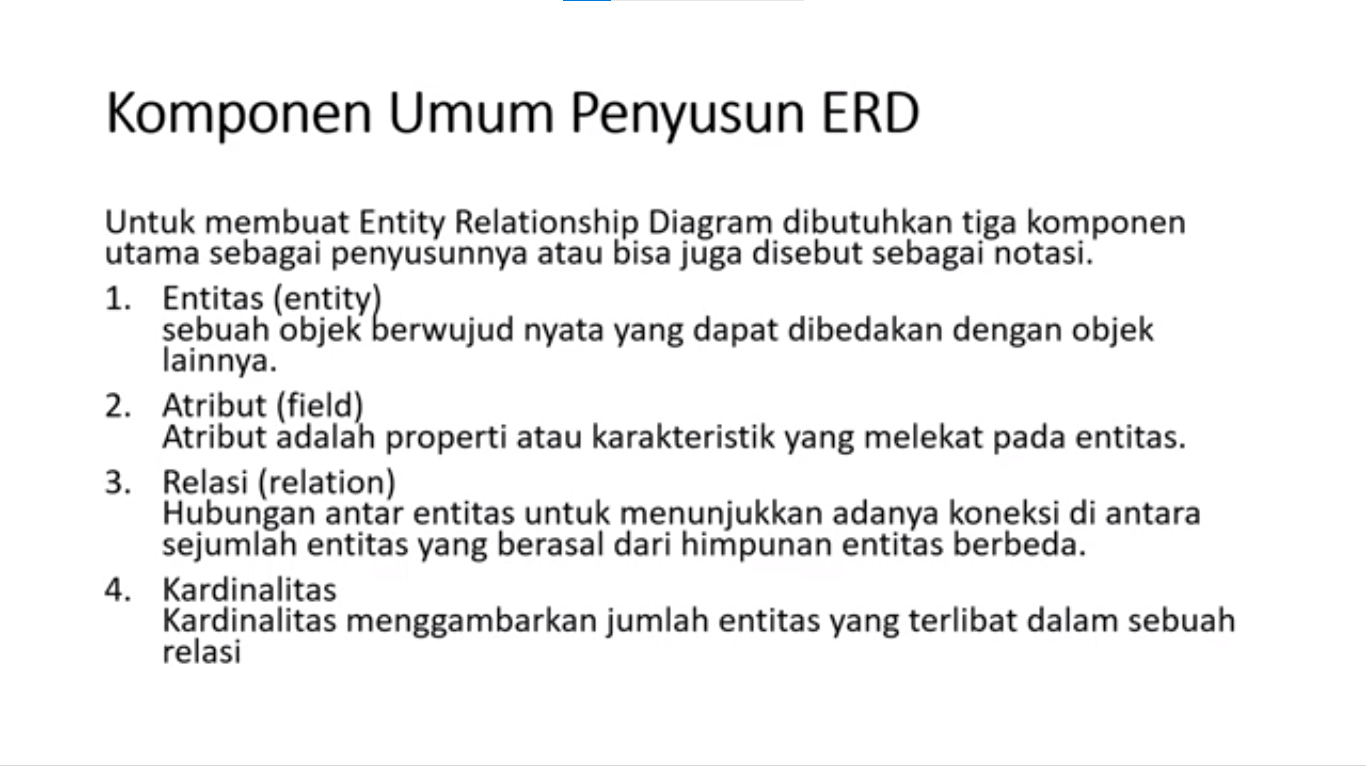 Komponen Umum Penyusun ERD
Untuk membuat Entity Relationship Diagram dibutuhkan tiga komponen
utama sebagai penyusunnya atau bisa juga disebut sebagai notasi.
1. Entitas (entity)
sebuah objek berwujud nyata yang dapat dibedakan dengan objek
lainnya.
2. Atribut (field)
Atribut adalah properti atau karakteristik yang melekat pada entitas.
3. Relasi (relation)
Hubungan antar entitas untuk menunjukkan adanya koneksi di antara
sejumlah entitas yang berasal dari himpunan entitas berbeda.
4. Kardinalitas
Kardinalitas menggambarkan jumlah entitas yang terlibat dalam sebuah
relasi